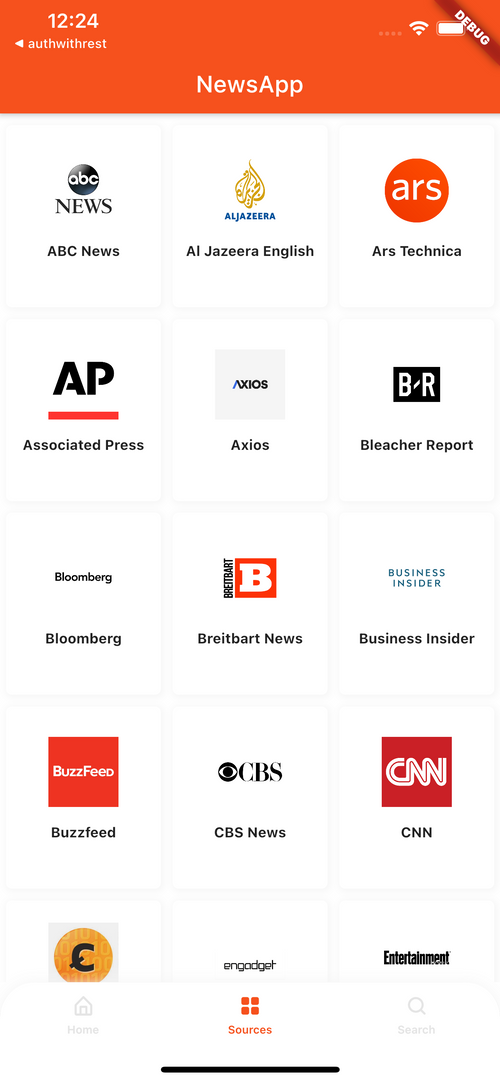 12:24
DEBUG
◀ authwithrest
NewsApp
abc
NEWS
ALJAZEERA
ars
ABC News
Al Jazeera English
Ars Technica
AP
AXIOS
B/R
Associated Press
Axios
Bleacher Report
Bloomberg
BREITBART
B
BUSINESS
INSIDER
Bloomberg
Breitbart News
Business Insider
BuzzFeed
CBS
CNN
Buzzfeed
CBS News
CNN
engadget
Entertainment
Home
Sources
Search